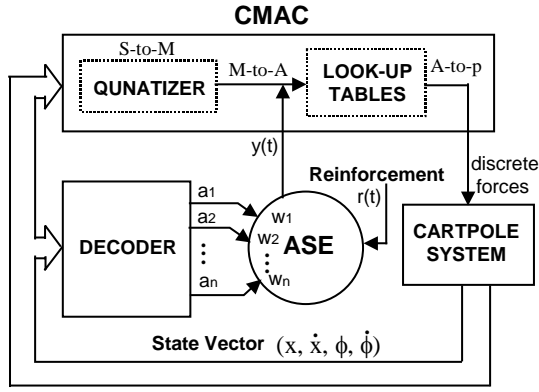 CMAC
S-to-M
QUNATIZER
M-to-A
LOOK-UP
TABLES
A-to-p
y(t)
discrete
forces
Reinforcement
r(t)
DECODER
a1
a2
⋮
an
w1
w2
⋮
wn
ASE
CARTPOLE
SYSTEM
State Vector (x, ẋ, ϕ, ϕ̇)